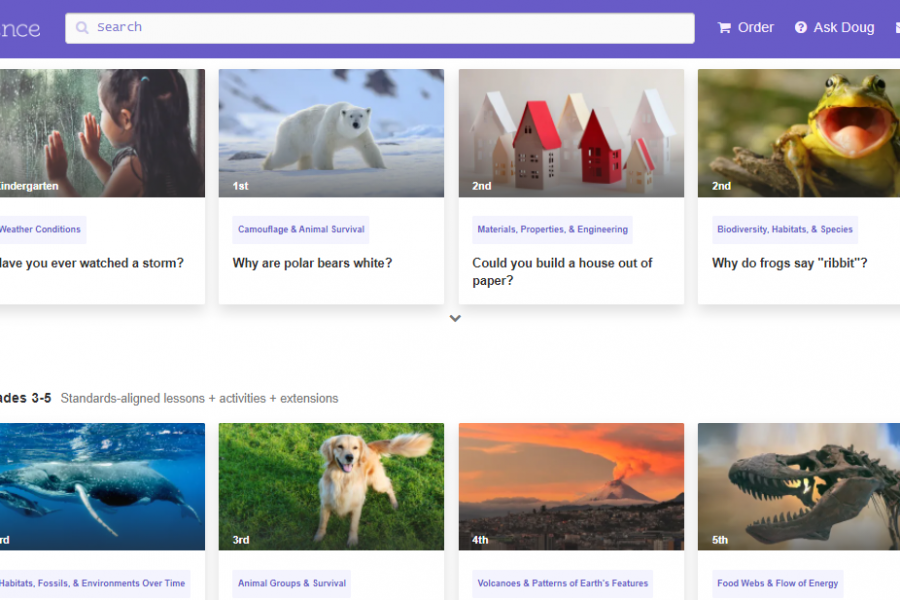 nce
Search
Order
Ask Doug
indergarten
1st
2nd
2nd
Weather Conditions
Camouflage & Animal Survival
Materials, Properties, & Engineering
Biodiversity, Habitats, & Species
ave you ever watched a storm?
Why are polar bears white?
Could you build a house out of
paper?
Why do frogs say "ribbit"?
ades 3-5 Standards-aligned lessons + activities + extensions
rd
3rd
4th
5th
Habitats, Fossils, & Environments Over Time
Animal Groups & Survival
Volcanoes & Patterns of Earth's Features
Food Webs & Flow of Energy